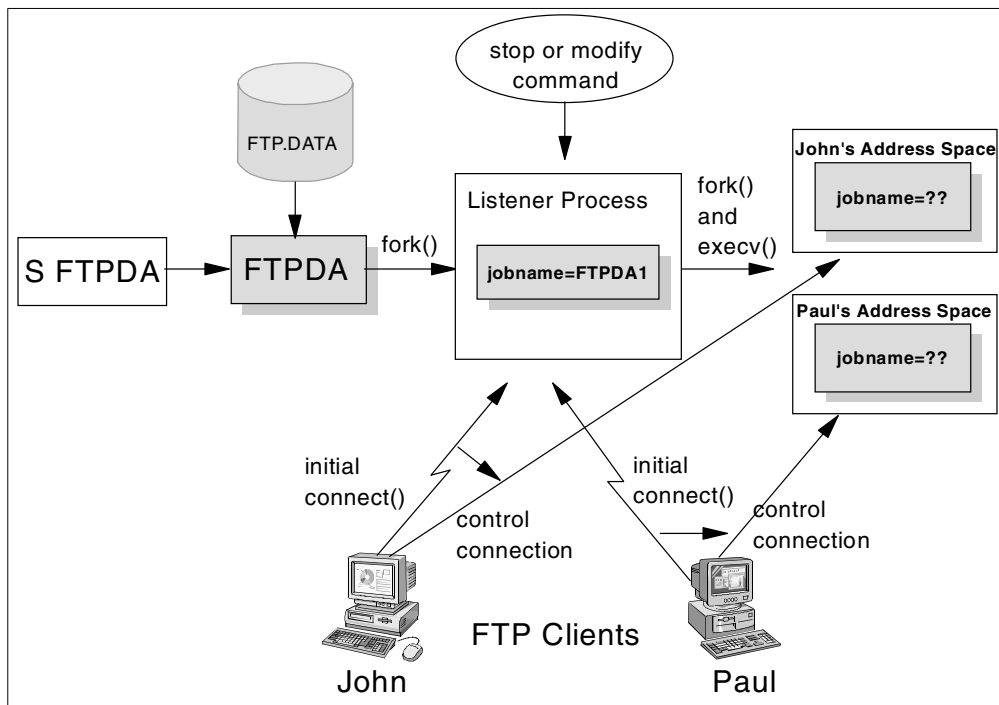 stop or modify
command
FTP.DATA
S FTPDA
FTPDA
fork()
Listener Process
jobname=FTPDA1
fork()
and
execv()
John's Address Space
jobname=??
Paul's Address Space
jobname=??
initial
connect()
control
connection
initial
connect()
control
connection
FTP Clients
John
Paul